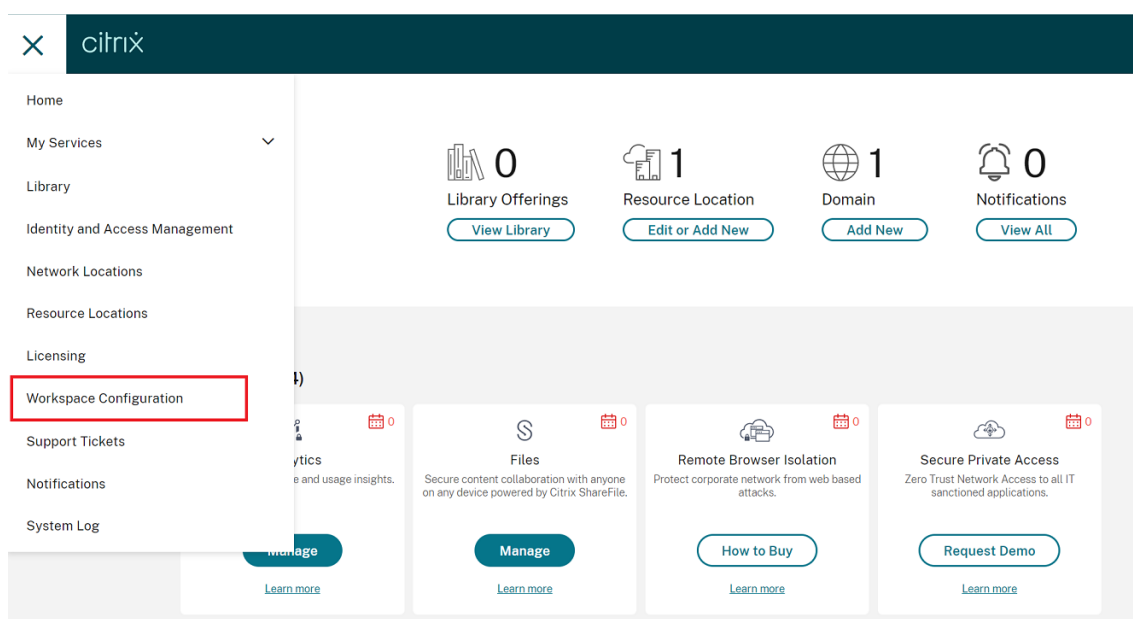 citrix
Home
My Services
Library
Identity and Access Management
Network Locations
Resource Locations
Licensing
Workspace Configuration
Support Tickets
Notifications
System Log
0
Library Offerings
View Library
1
Resource Location
Edit or Add New
1
Domain
Add New
0
Notifications
View All
4)
0
ytics
e and usage insights.
Manage
Learn more
0
Files
Secure content collaboration with anyone
on any device powered by Citrix ShareFile.
Manage
Learn more
0
Remote Browser Isolation
Protect corporate network from web based
attacks.
How to Buy
Learn more
0
Secure Private Access
Zero Trust Network Access to all IT
sanctioned applications.
Request Demo
Learn more